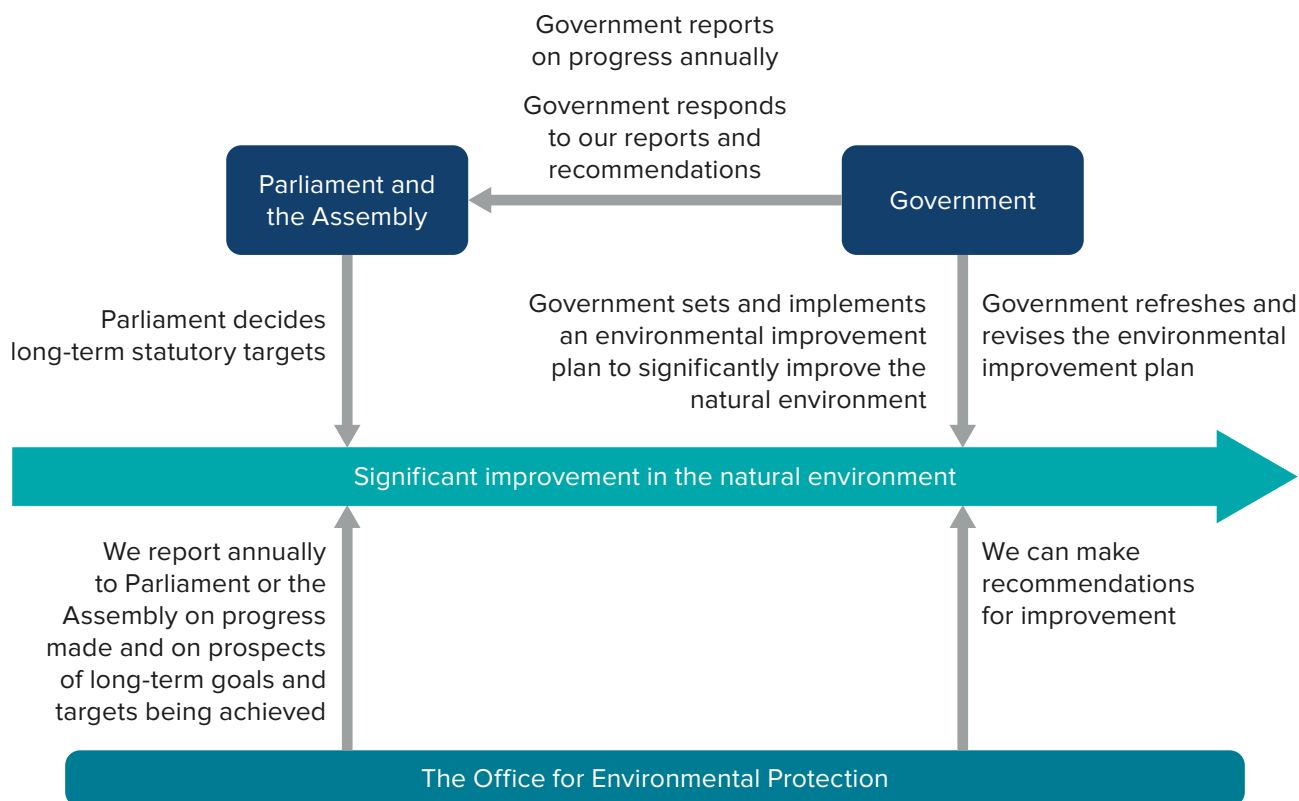 Government reports
on progress annually
Government responds
to our reports and
recommendations
Parliament and
the Assembly
Government
Parliament decides
long-term statutory targets
Government sets and implements
an environmental improvement
plan to significantly improve the
natural environment
Government refreshes and
revises the environmental
improvement plan
Significant improvement in the natural environment
We report annually
to Parliament or the
Assembly on progress
made and on prospects
of long-term goals and
targets being achieved
We can make
recommendations
for improvement
The Office for Environmental Protection